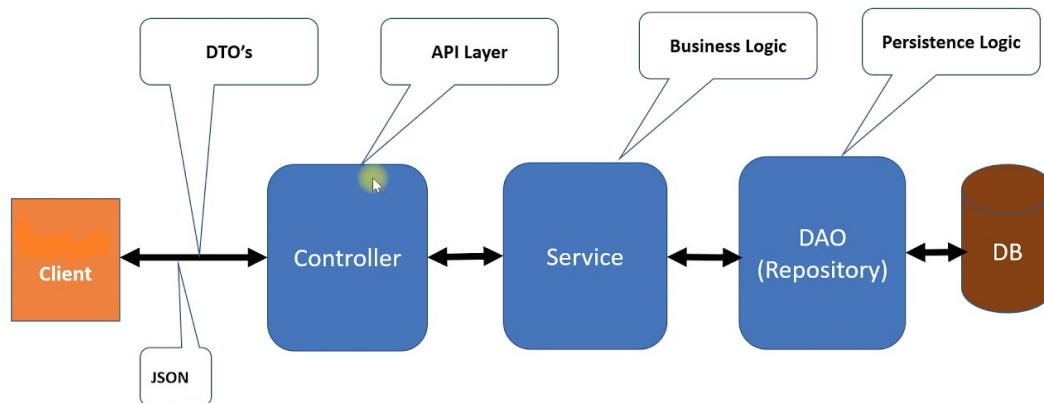 DTO's
API Layer
Business Logic
Persistence Logic
Client
Controller
Service
DAO
(Repository)
DB
JSON